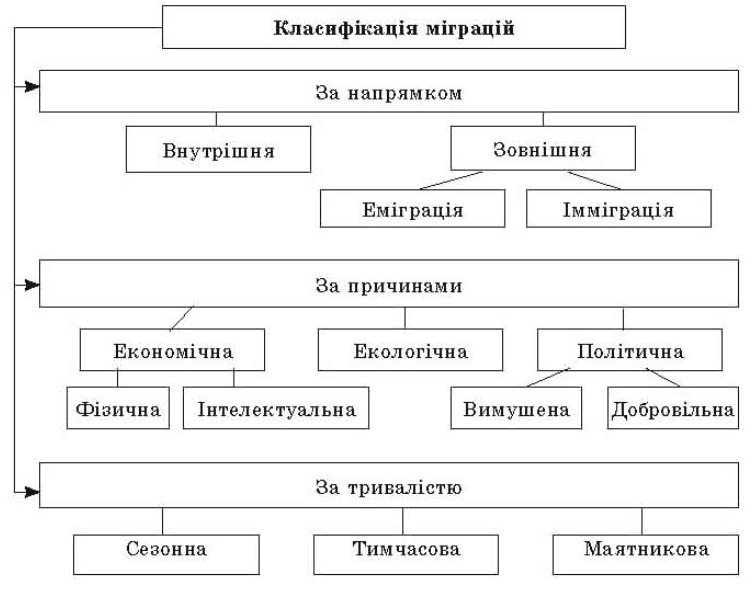 Класифікація міграцій
За напрямком
Внутрішня
Зовнішня
Еміграція
Імміграція
За причинами
Економічна
Екологічна
Політична
Фізична
Інтелектуальна
Вимушена
Добровільна
За тривалістю
Сезонна
Тимчасова
Маятникова